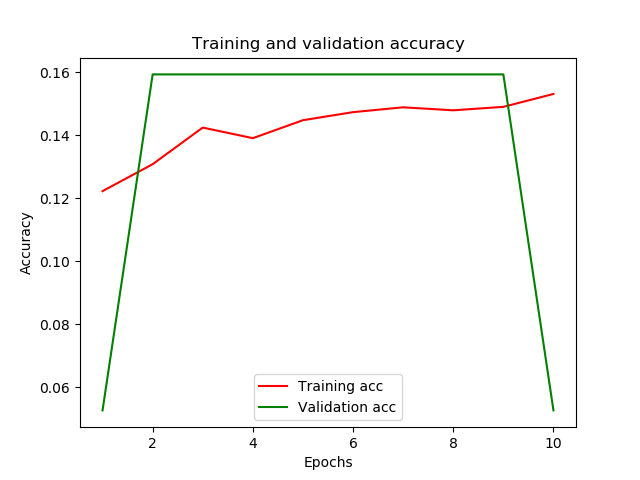 Training and validation accuracy
0.16
0.14
0.12
0.10
0.08
0.06
Accuracy
Training acc
Validation acc
2
4
6
8
10
Epochs